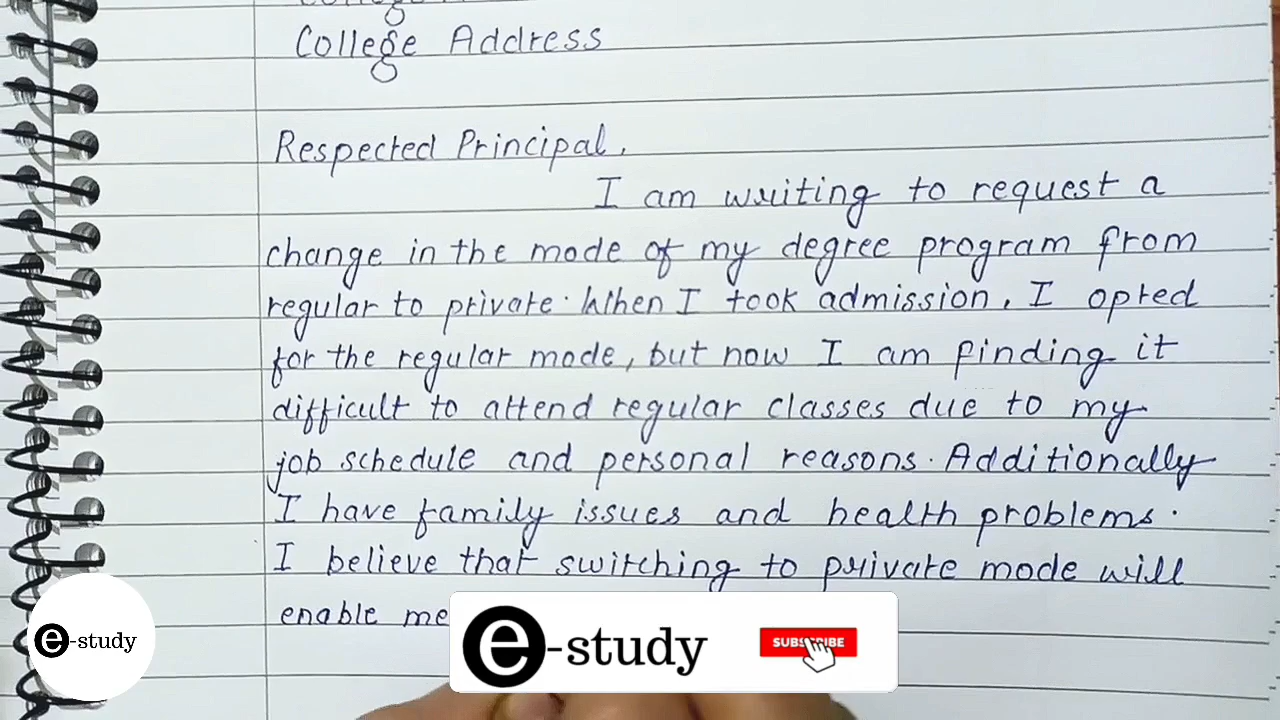 College Address
Respected Principal,
I am writing to request a
change in the mode of my degree program from
regular to private. When I took admission, I opted
for the regular mode, but now I am finding it
difficult to attend regular classes due to my
job schedule and personal reasons. Additionally
I have family issues and health problems.
I believe that switching to private mode will
enable me
e-study
e-study
SUBSCRIBE